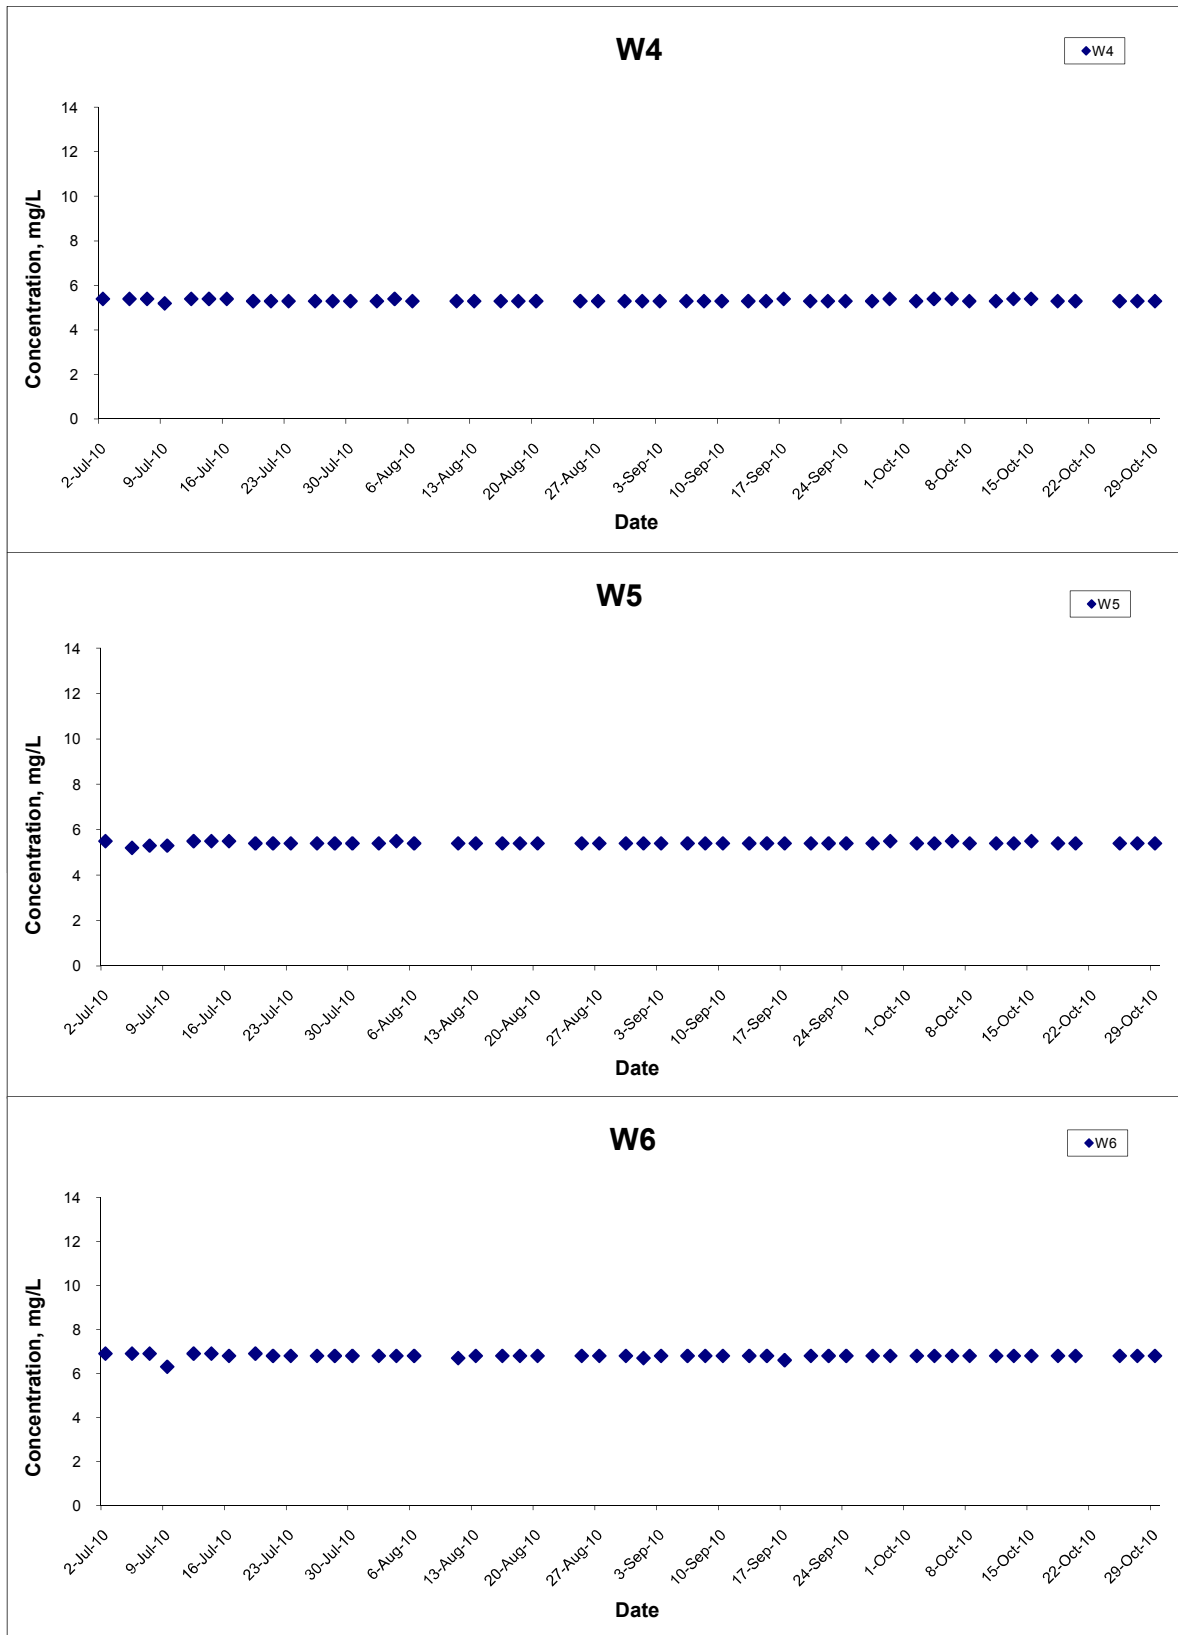 W4
W4
14
12
10
8
6
4
2
0
Concentration, mg/L
2-Jul-10
9-Jul-10
16-Jul-10
23-Jul-10
30-Jul-10
6-Aug-10
13-Aug-10
20-Aug-10
27-Aug-10
3-Sep-10
10-Sep-10
17-Sep-10
24-Sep-10
1-Oct-10
8-Oct-10
15-Oct-10
22-Oct-10
29-Oct-10
Date
W5
W5
14
12
10
8
6
4
2
0
Concentration, mg/L
2-Jul-10
9-Jul-10
16-Jul-10
23-Jul-10
30-Jul-10
6-Aug-10
13-Aug-10
20-Aug-10
27-Aug-10
3-Sep-10
10-Sep-10
17-Sep-10
24-Sep-10
1-Oct-10
8-Oct-10
15-Oct-10
22-Oct-10
29-Oct-10
Date
W6
W6
14
12
10
8
6
4
2
0
Concentration, mg/L
2-Jul-10
9-Jul-10
16-Jul-10
23-Jul-10
30-Jul-10
6-Aug-10
13-Aug-10
20-Aug-10
27-Aug-10
3-Sep-10
10-Sep-10
17-Sep-10
24-Sep-10
1-Oct-10
8-Oct-10
15-Oct-10
22-Oct-10
29-Oct-10
Date